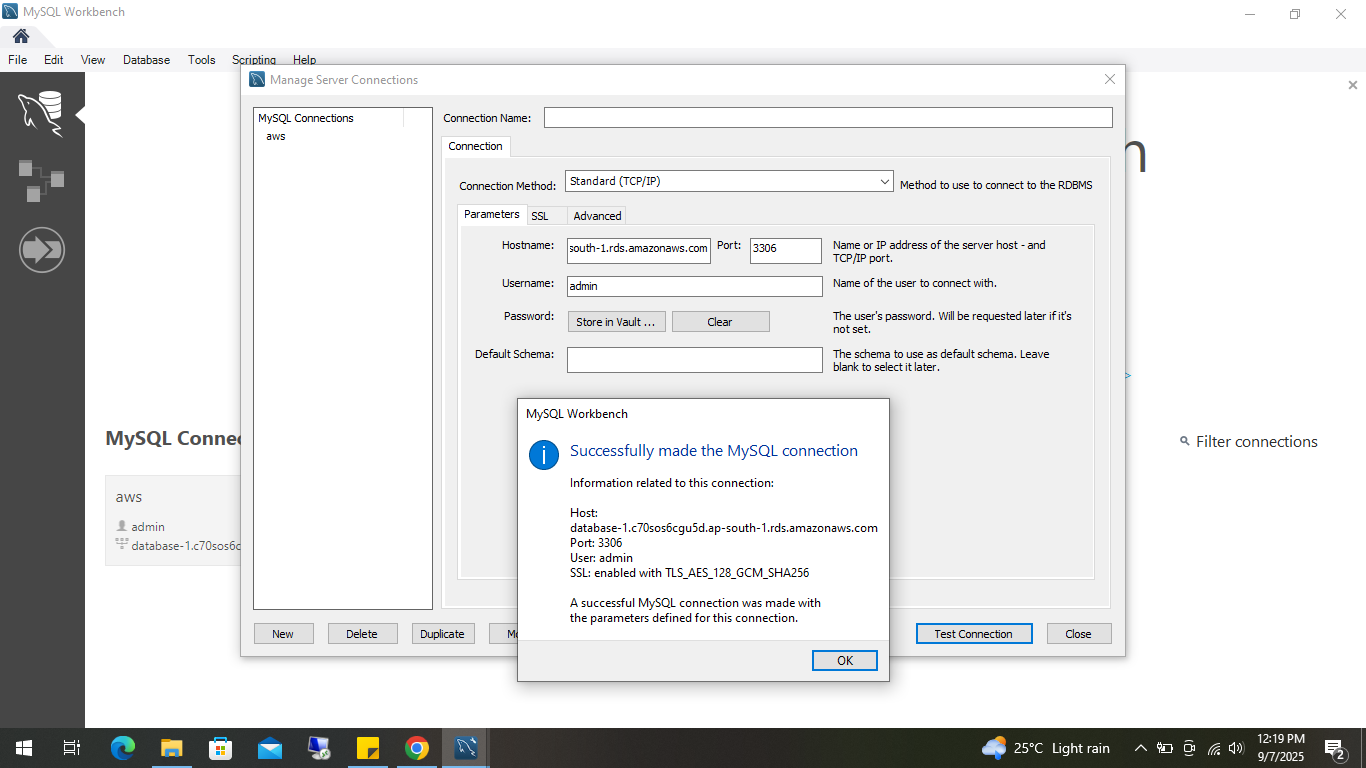 MySQL Workbench
File Edit View Database Tools Scripting Help
Manage Server Connections
MySQL Connections
aws
Connection Name:
Connection
Connection Method: Standard (TCP/IP) Method to use to connect to the RDBMS
Parameters SSL Advanced
Hostname: south-1.rds.amazonaws.com Port: 3306 Name or IP address of the server host - and
TCP/IP port.
Username: admin Name of the user to connect with.
Password: Store in Vault ... Clear The user's password. Will be requested later if it's
not set.
Default Schema: The schema to use as default schema. Leave
blank to select it later.
MySQL Workbench
Successfully made the MySQL connection
Information related to this connection:
Host:
database-1.c70sos6cgu5d.ap-south-1.rds.amazonaws.com
Port: 3306
User: admin
SSL: enabled with TLS_AES_128_GCM_SHA256
A successful MySQL connection was made with
the parameters defined for this connection.
OK
New Delete Duplicate Mo Test Connection Close
n
>
MySQL Connec
Filter connections
aws
admin
database-1.c70sos6c
25°C Light rain
12:19 PM
9/7/2025
2